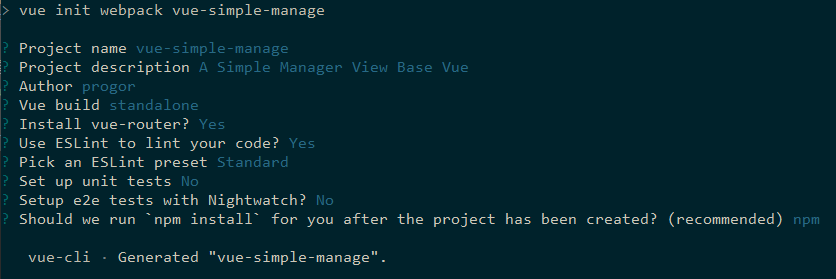 > vue init webpack vue-simple-manage
? Project name vue-simple-manage
? Project description A Simple Manager View Base Vue
? Author progor
? Vue build standalone
? Install vue-router? Yes
? Use ESLint to lint your code? Yes
? Pick an ESLint preset Standard
? Set up unit tests No
? Setup e2e tests with Nightwatch? No
? Should we run `npm install` for you after the project has been created? (recommended) npm
vue-cli · Generated "vue-simple-manage".